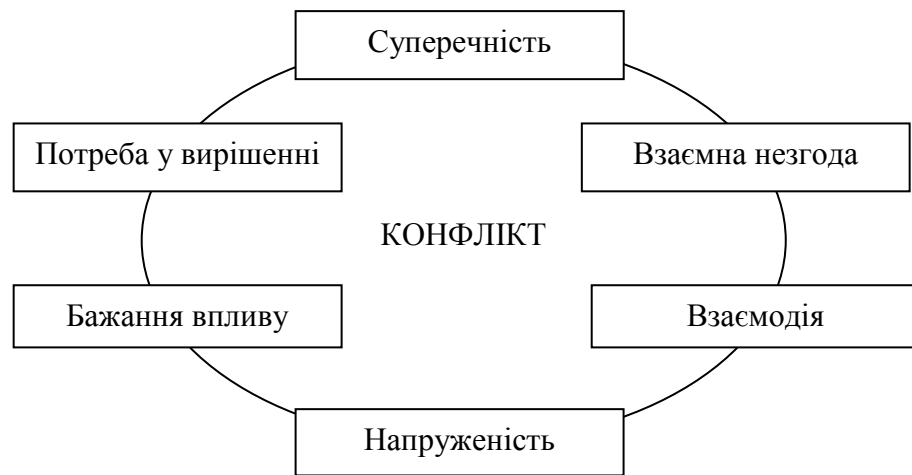 Суперечність
Потреба у вирішенні
Взаємна незгода
КОНФЛІКТ
Бажання впливу
Взаємодія
Напруженість